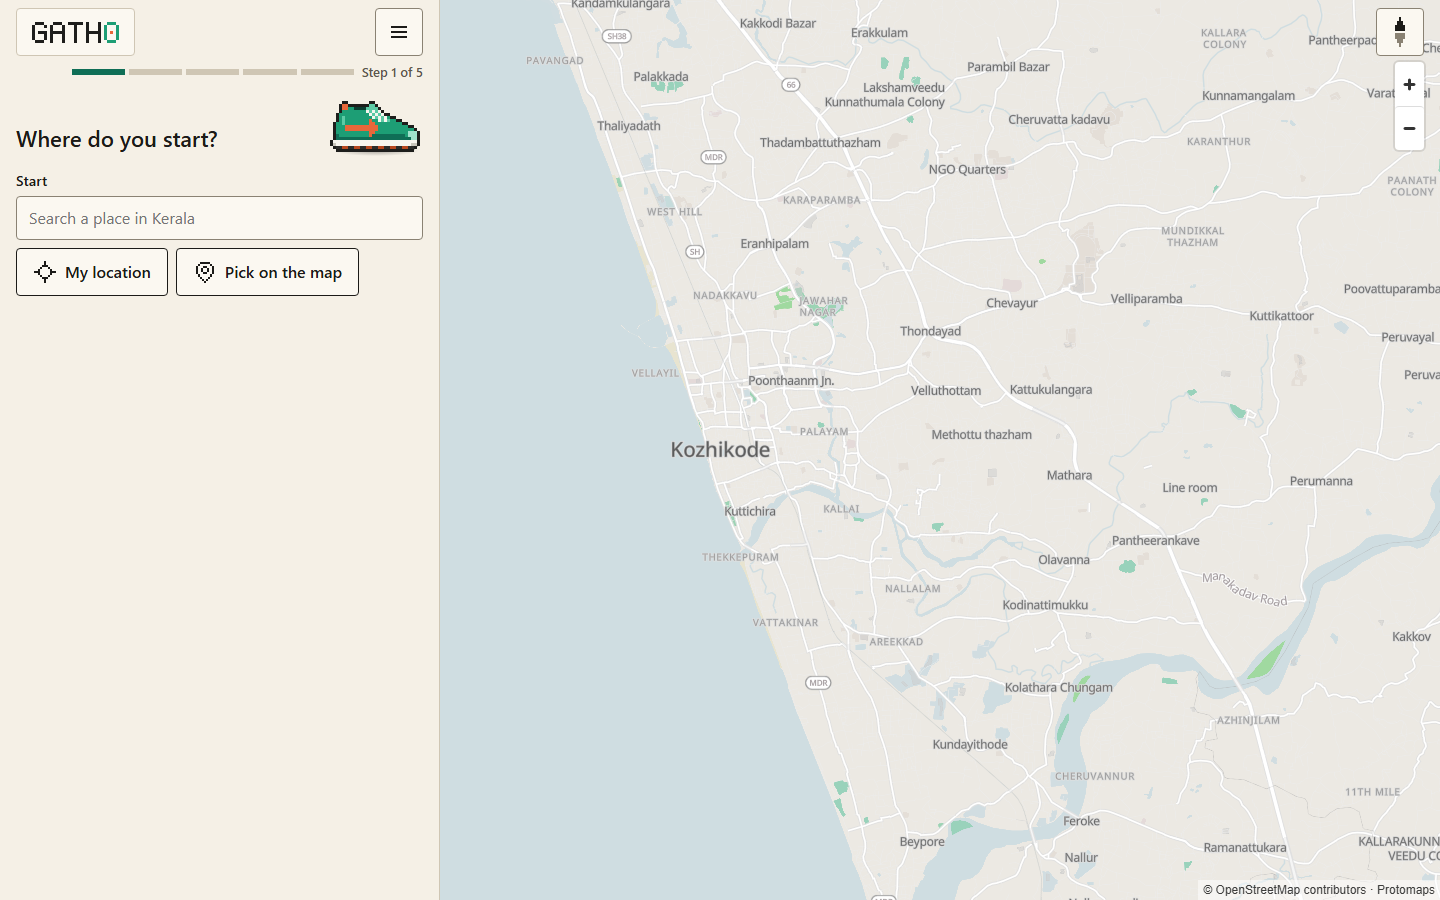 GATHO
Step 1 of 5
Where do you start?
Start
Search a place in Kerala
My location
Pick on the map
Kandamkulangara
Kakkodi Bazar
Erakkulam
KALLARA
COLONY
SH38
PAVANGAD
Palakkada
66
Parambil Bazar
Lakshamveedu
Kunnathumala Colony
Kunnamangalam
Thaliyadath
Cheruvatta kadavu
Thadambattuthazham
KARANTHUR
MDR
NGO Quarters
PAANATH
COLONY
WEST HILL
KARAPARAMBA
MUNDIKKAL
THAZHAM
SH
Eranhipalam
NADAKKAVU
JAWAHAR
NAGAR
Chevayur
Velliparamba
Poovattuparamba
Kuttikattoor
Thondayad
Peruvayal
VELLAYIL
Poonthaanm Jn.
Velluthottam
Kattukulangara
Peruva
PALAYAM
Methottu thazham
Kozhikode
Mathara
Line room
Perumanna
Kuttichira
KALLAI
Pantheerankave
THEKKEPURAM
Olavanna
NALLALAM
Manakadav Road
Kodinattimukku
VATTAKINAR
AREEKKAD
Kakkov
MDR
Kolathara Chungam
AZHINJILAM
Kundayithode
CHERUVANNUR
11TH MILE
Feroke
Beypore
Ramanattukara
KALLARAKUNN
VEEDU CO
Nallur
© OpenStreetMap contributors · Protomaps